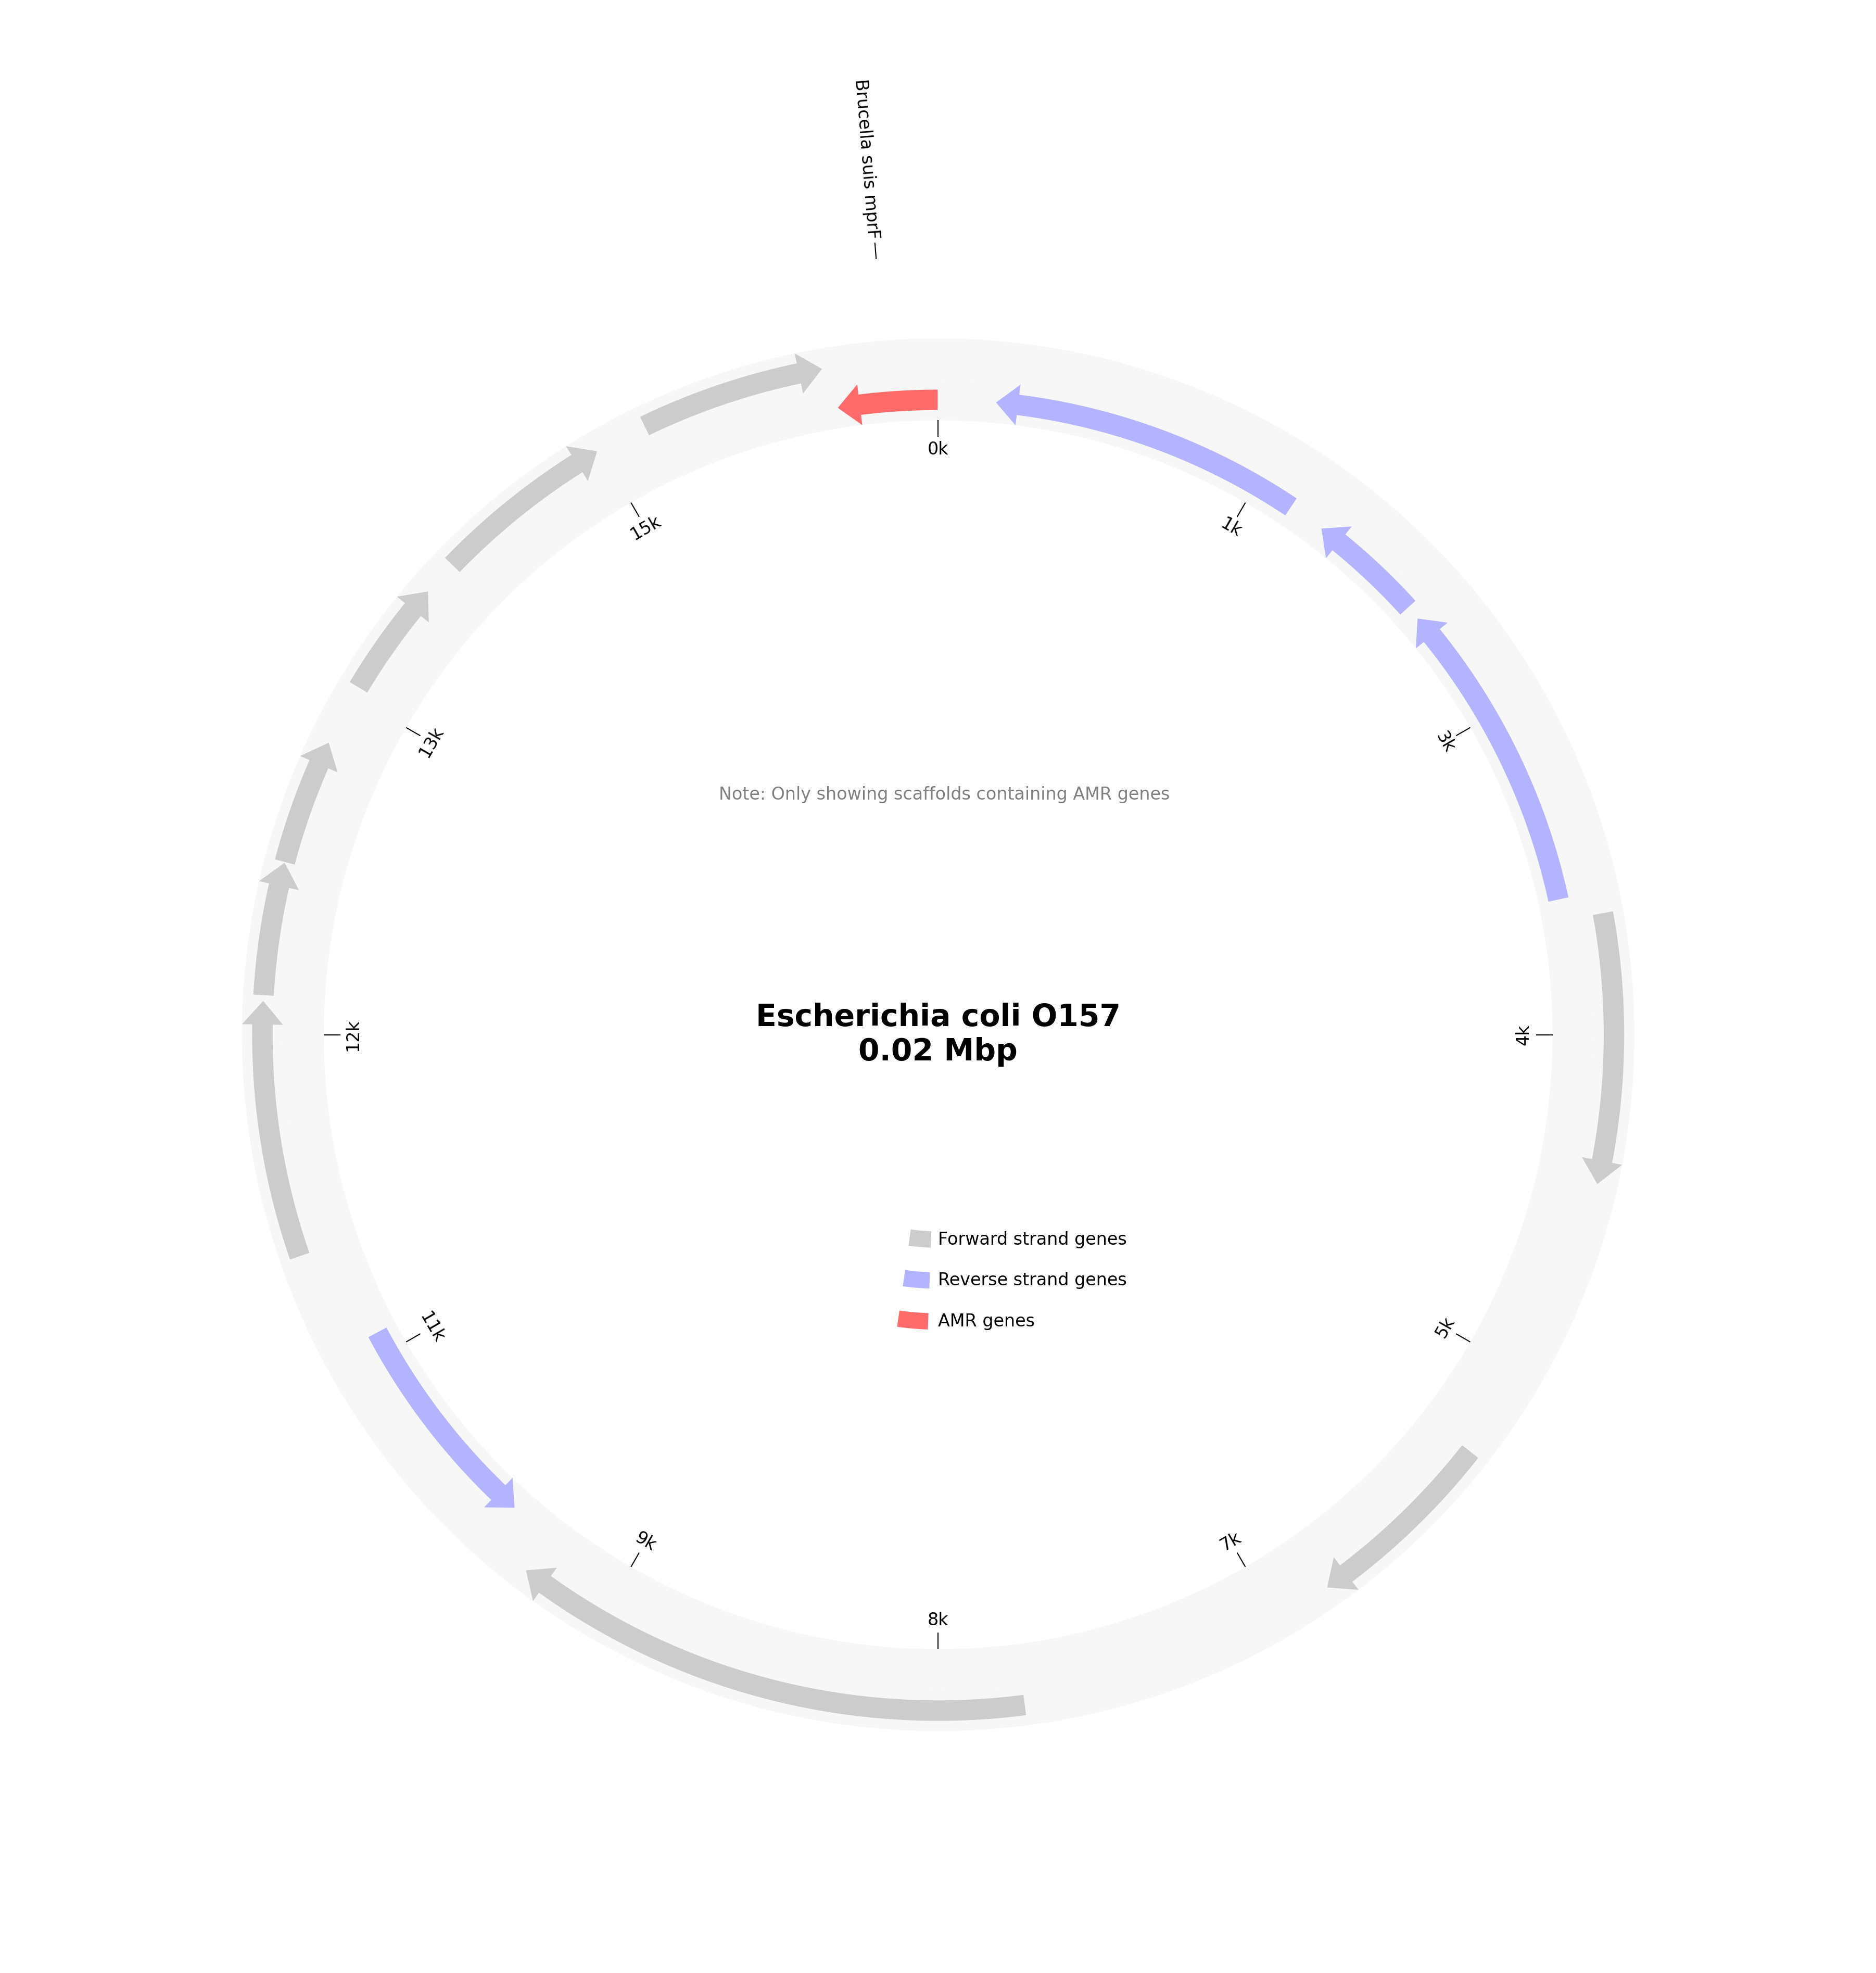 Brucella suis mprF
0k
1k
3k
4k
5k
7k
8k
9k
11k
12k
13k
15k
Note: Only showing scaffolds containing AMR genes
Escherichia coli O157
0.02 Mbp
Forward strand genes
Reverse strand genes
AMR genes